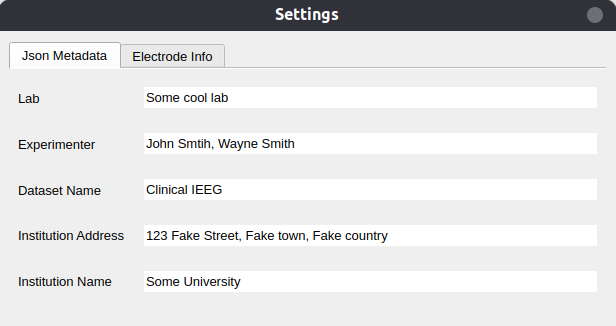 Settings
Json Metadata Electrode Info
Lab Some cool lab
Experimenter John Smtih, Wayne Smith
Dataset Name Clinical IEEG
Institution Address 123 Fake Street, Fake town, Fake country
Institution Name Some University